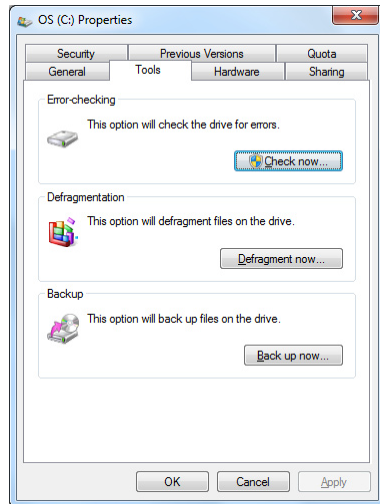 OS (C:) Properties
Security Previous Versions Quota
General Tools Hardware Sharing
Error-checking
This option will check the drive for errors.
Check now...
Defragmentation
This option will defragment files on the drive.
Defragment now...
Backup
This option will back up files on the drive.
Back up now...
OK Cancel Apply